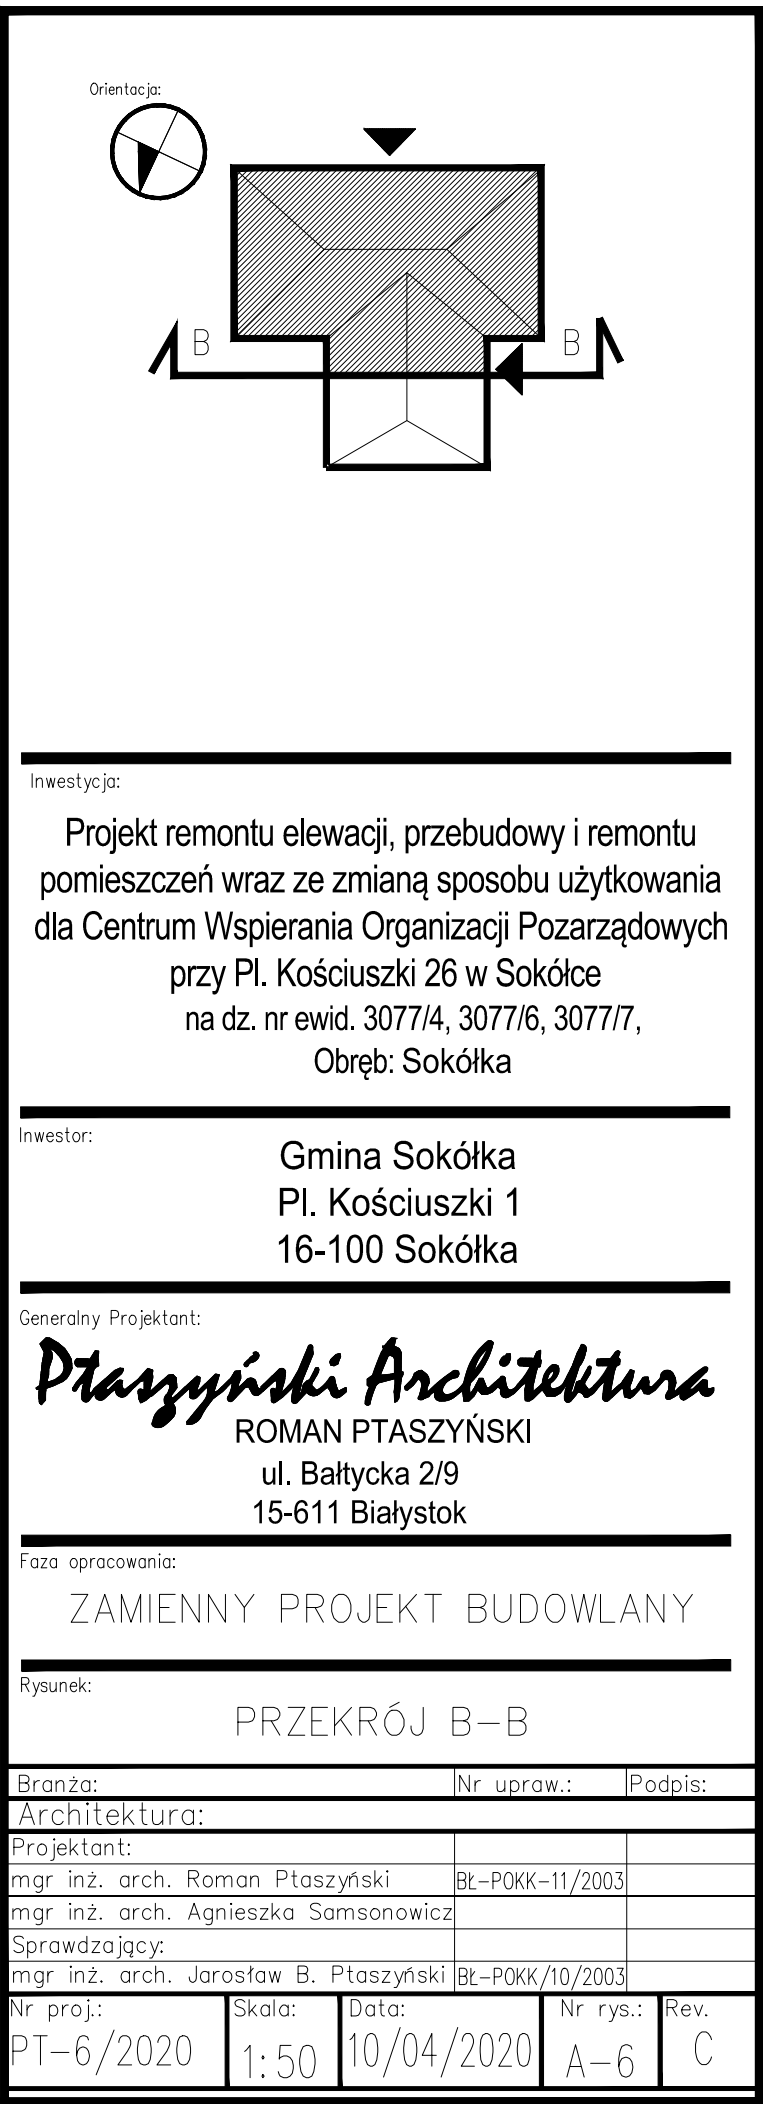 Orientacja:
B B
Inwestycja:
Projekt remontu elewacji, przebudowy i remontu
pomieszczeń wraz ze zmianą sposobu użytkowania
dla Centrum Wspierania Organizacji Pozarządowych
przy Pl. Kościuszki 26 w Sokółce
na dz. nr ewid. 3077/4, 3077/6, 3077/7,
Obręb: Sokółka
Inwestor:
Gmina Sokółka
Pl. Kościuszki 1
16-100 Sokółka
Generalny Projektant:
Ptaszyński Architektura
ROMAN PTASZYŃSKI
ul. Bałtycka 2/9
15-611 Białystok
Faza opracowania:
ZAMIENNY PROJEKT BUDOWLANY
Rysunek:
PRZEKRÓJ B-B
Branża: Nr upraw.: Podpis:
Architektura:
Projektant:
mgr inż. arch. Roman Ptaszyński BŁ-POKK-11/2003
mgr inż. arch. Agnieszka Samsonowicz
Sprawdzający:
mgr inż. arch. Jarosław B. Ptaszyński BŁ-POKK/10/2003
Nr proj.: Skala: Data: Nr rys.: Rev.
PT-6/2020 1:50 10/04/2020 A-6 C